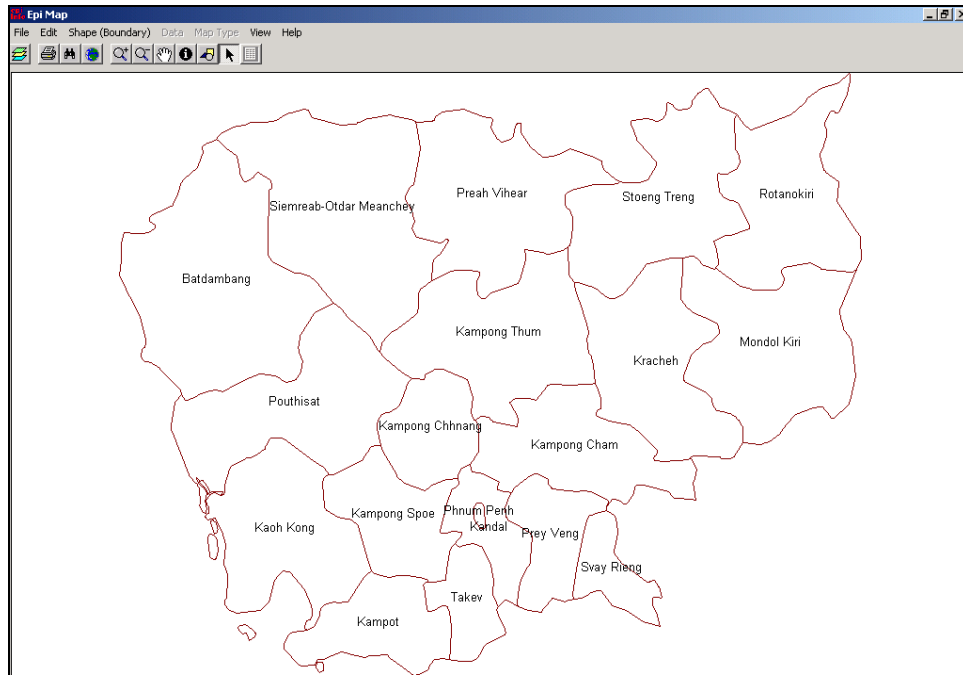 Epi Map
File Edit Shape (Boundary) Data Map Type View Help
Preah Vihear
Stoeng Treng
Rotanokiri
Siemreab-Otdar Meanchey
Batdambang
Kampong Thum
Mondol Kiri
Kracheh
Pouthisat
Kampong Chhnang
Kampong Cham
Kampong Spoe
Phnum Penh
Kandal
Kaoh Kong
Prey Veng
Svay Rieng
Takev
Kampot